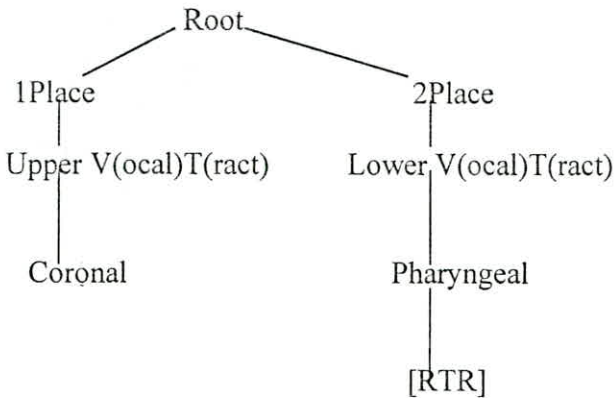 Root
1Place 2Place
Upper V(ocal)T(ract) Lower V(ocal)T(ract)
Coronal Pharyngeal
[RTR]